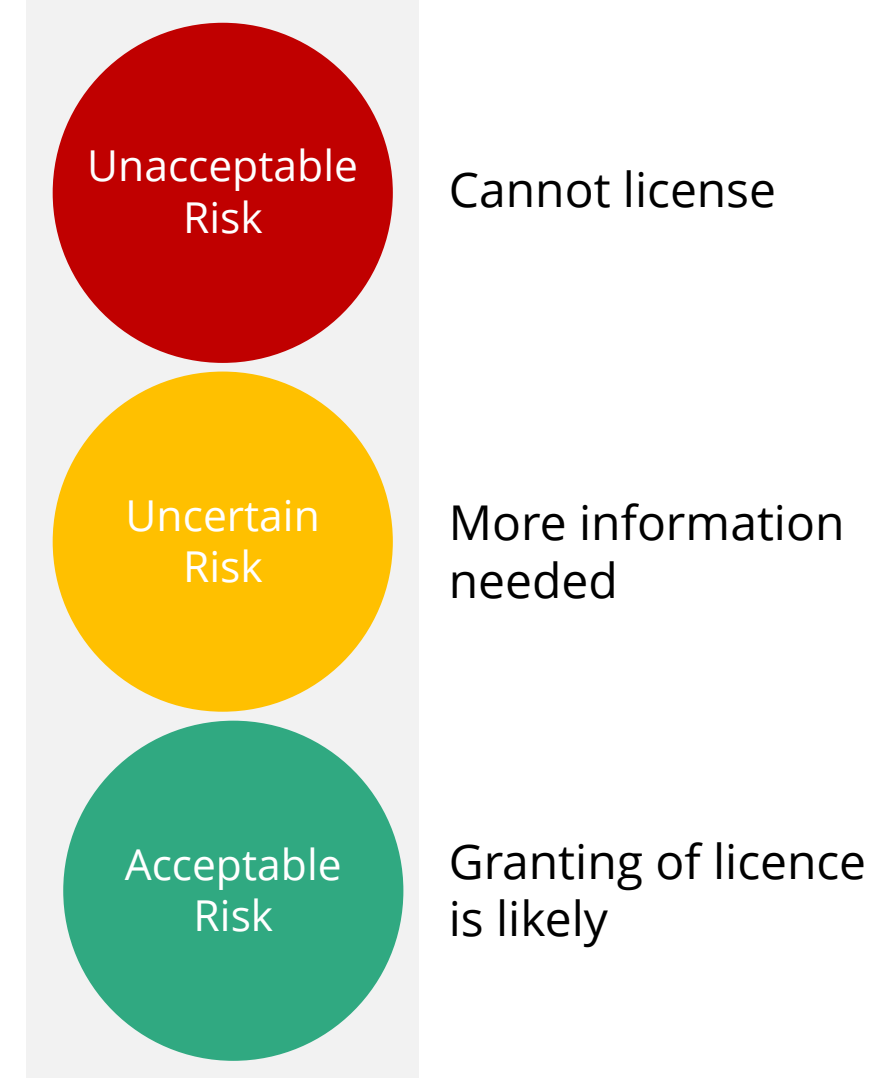 Unacceptable
Risk
Cannot license
Uncertain
Risk
More information
needed
Acceptable
Risk
Granting of licence
is likely